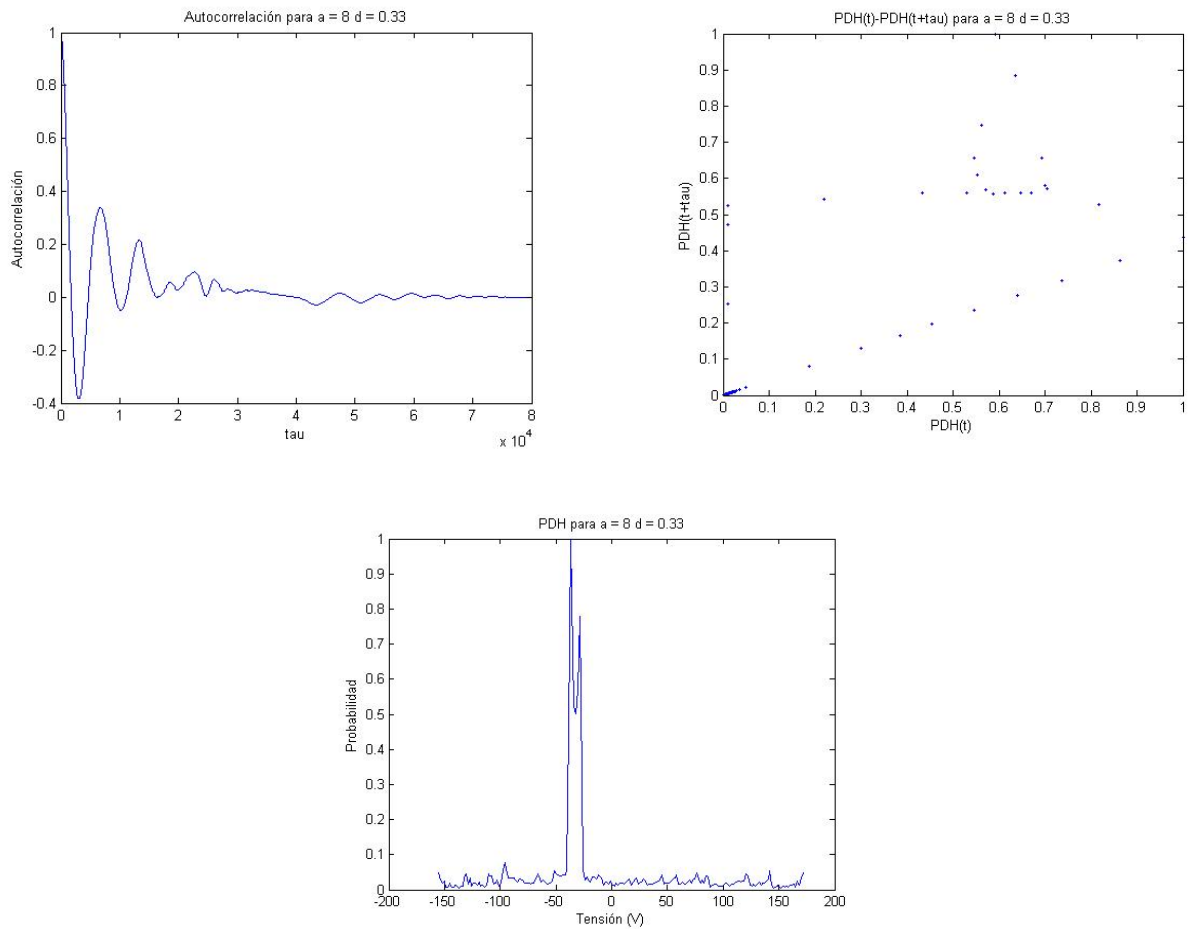 Autocorrelación para a = 8 d = 0.33
1
0.8
0.6
0.4
0.2
0
-0.2
-0.4
Autocorrelación
0 1 2 3 4 5 6 7 8
tau
x 10^4
PDH(t)-PDH(t+tau) para a = 8 d = 0.33
1
0.9
0.8
0.7
0.6
0.5
0.4
0.3
0.2
0.1
0
PDH(t+tau)
0 0.1 0.2 0.3 0.4 0.5 0.6 0.7 0.8 0.9 1
PDH(t)
PDH para a = 8 d = 0.33
1
0.9
0.8
0.7
0.6
0.5
0.4
0.3
0.2
0.1
0
Probabilidad
-200 -150 -100 -50 0 50 100 150 200
Tensión (V)